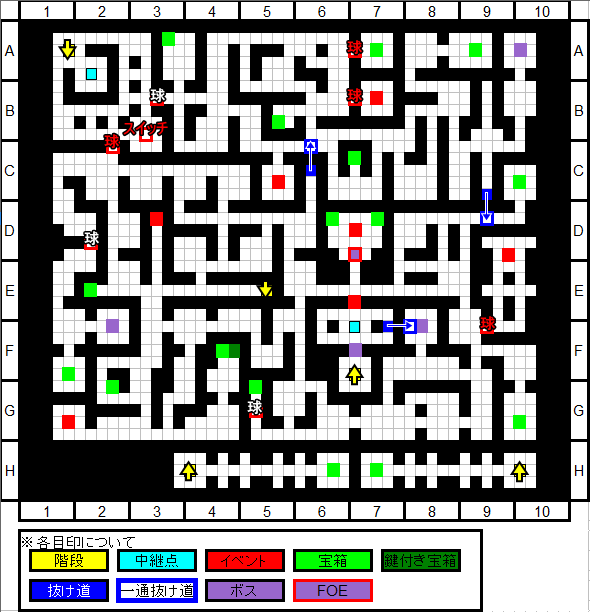 1 2 3 4 5 6 7 8 9 10
A 球 A
B 球 球 B
スイッチ
球
C C
D 球 D
E E
球
F F
G 球 G
H H
1 2 3 4 5 6 7 8 9 10
※各目印について
階段 中継点 イベント 宝箱 鍵付き宝箱
抜け道 一通抜け道 ボス FOE